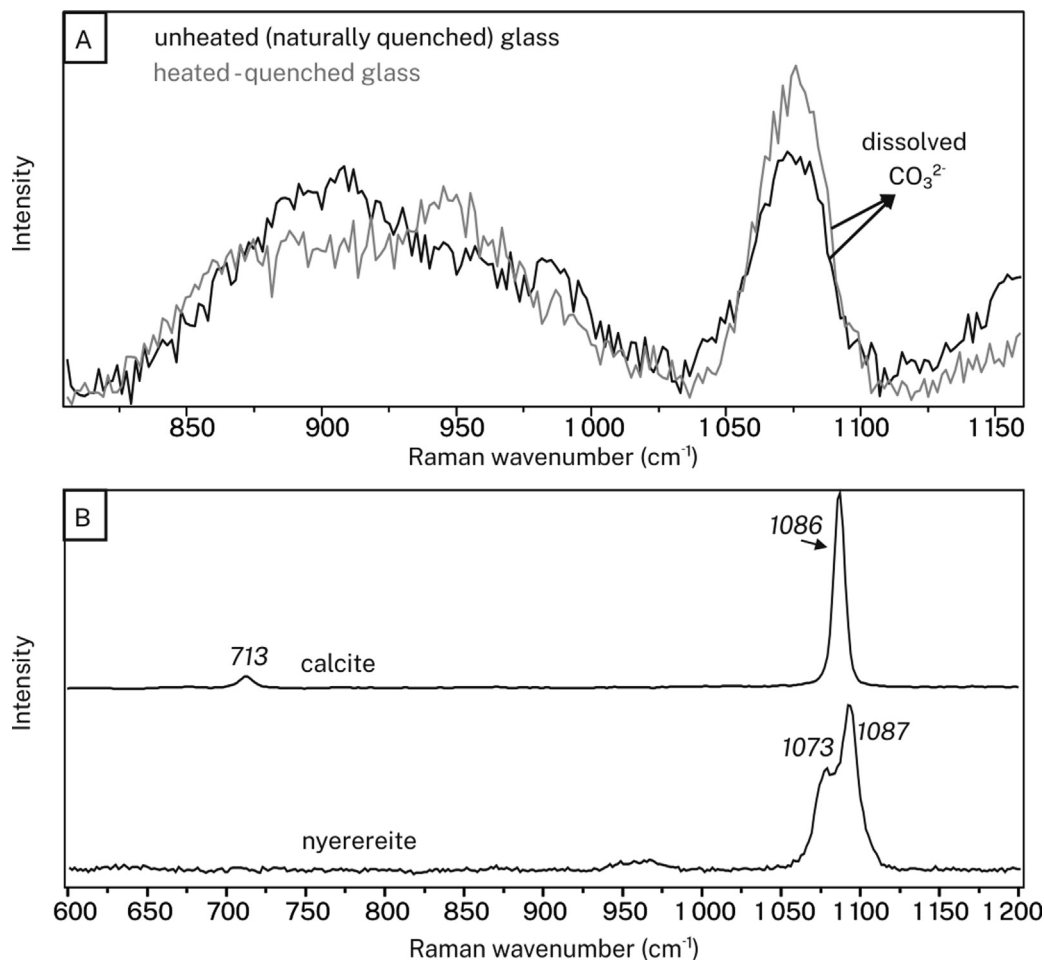 A
unheated (naturally quenched) glass
heated-quenched glass
dissolved
CO₃²⁻
Intensity
850 900 950 1 000 1 050 1 100 1 150
Raman wavenumber (cm⁻¹)
B
1086
713
calcite
Intensity
1073 1087
nyerereite
600 650 700 750 800 850 900 950 1 000 1 050 1 100 1 150 1 200
Raman wavenumber (cm⁻¹)